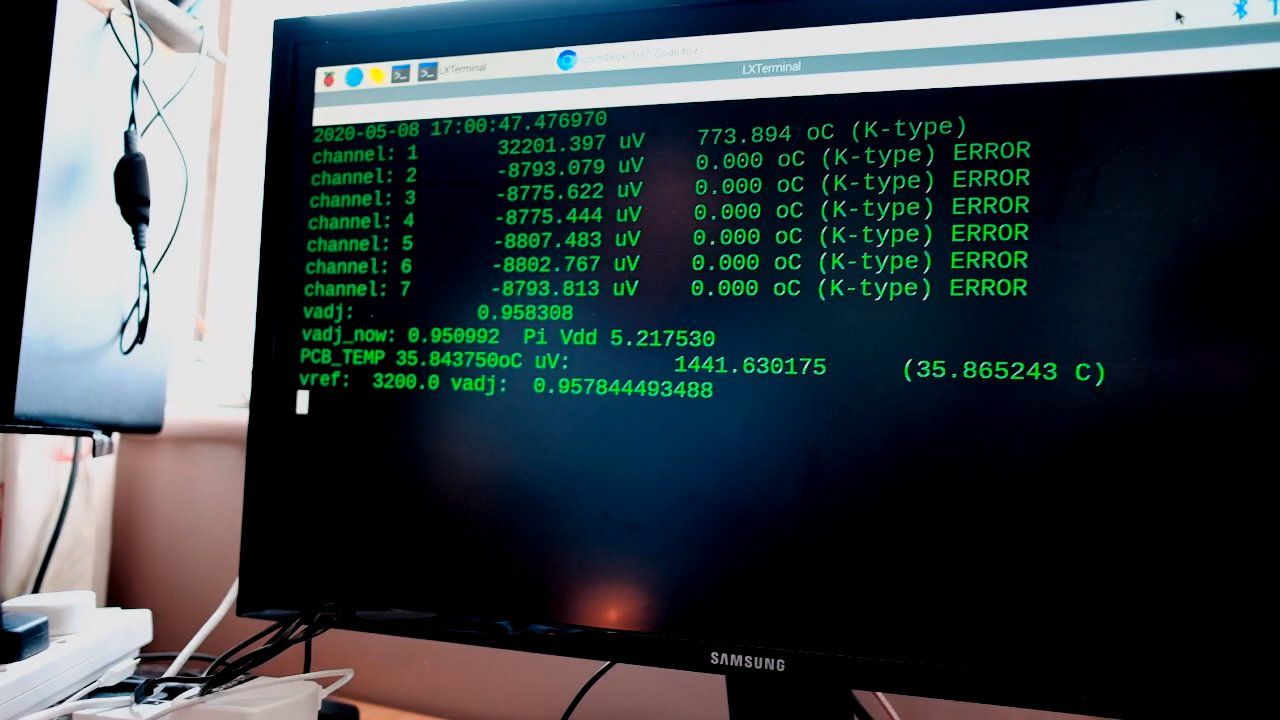 LXTerminal
LXTerminal
2020-05-08 17:00:47.476970
channel: 1 32201.397 uV 773.894 oC (K-type)
channel: 2 -8793.079 uV 0.000 oC (K-type) ERROR
channel: 3 -8775.622 uV 0.000 oC (K-type) ERROR
channel: 4 -8775.444 uV 0.000 oC (K-type) ERROR
channel: 5 -8807.483 uV 0.000 oC (K-type) ERROR
channel: 6 -8802.767 uV 0.000 oC (K-type) ERROR
channel: 7 -8793.813 uV 0.000 oC (K-type) ERROR
vadj: 0.958308
vadj_now: 0.950992 Pi Vdd 5.217530
PCB_TEMP 35.843750oC uV: 1441.630175 (35.865243 C)
vref: 3200.0 vadj: 0.957844493488
SAMSUNG